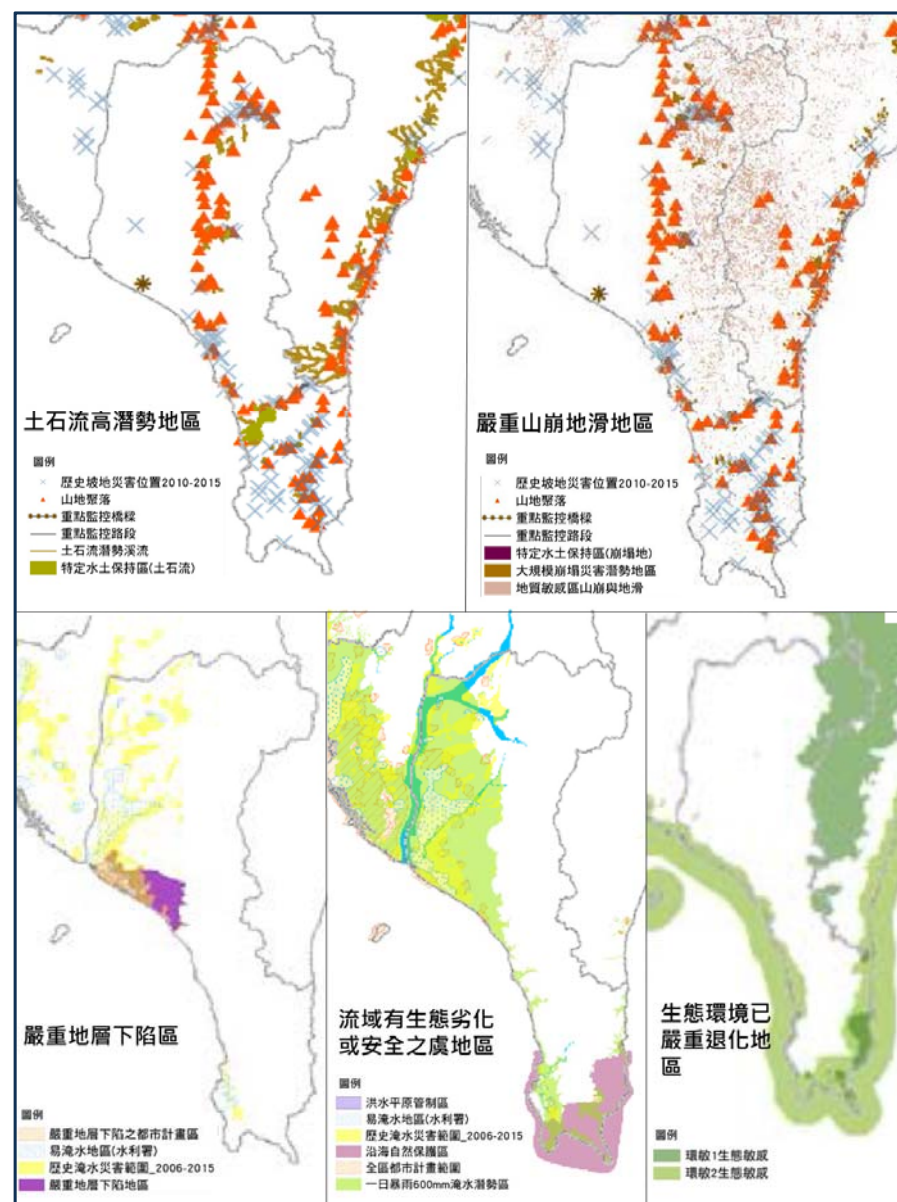 土石流高潛勢地區
圖例
歷史坡地災害位置2010-2015
山地聚落
重點監控橋樑
重點監控路段
土石流潛勢溪流
特定水土保持區(土石流)
嚴重山崩地滑地區
圖例
歷史坡地災害位置2010-2015
山地聚落
重點監控橋樑
重點監控路段
特定水土保持區(崩塌地)
大規模崩塌災害潛勢地區
地質敏感區山崩與地滑
嚴重地層下陷區
圖例
嚴重地層下陷之都市計畫區
易淹水地區(水利署)
歷史淹水災害範圍_2006-2015
嚴重地層下陷地區
流域有生態劣化
或安全之虞地區
圖例
洪水平原管制區
易淹水地區(水利署)
歷史淹水災害範圍_2006-2015
沿海自然保護區
全區都市計畫範圍
一日暴雨600mm淹水潛勢區
生態環境已
嚴重退化地
區
圖例
環敏1生態敏感
環敏2生態敏感